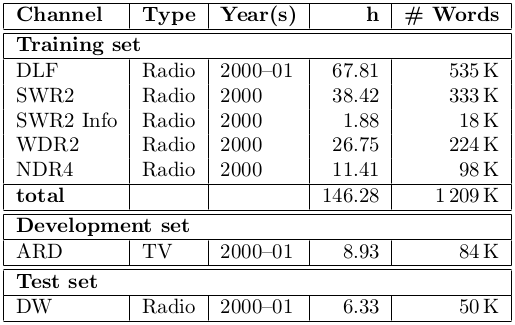 Channel Type Year(s) h # Words
Training set
DLF Radio 2000–01 67.81 535 K
SWR2 Radio 2000 38.42 333 K
SWR2 Info Radio 2000 1.88 18 K
WDR2 Radio 2000 26.75 224 K
NDR4 Radio 2000 11.41 98 K
total 146.28 1 209 K
Development set
ARD TV 2000–01 8.93 84 K
Test set
DW Radio 2000–01 6.33 50 K